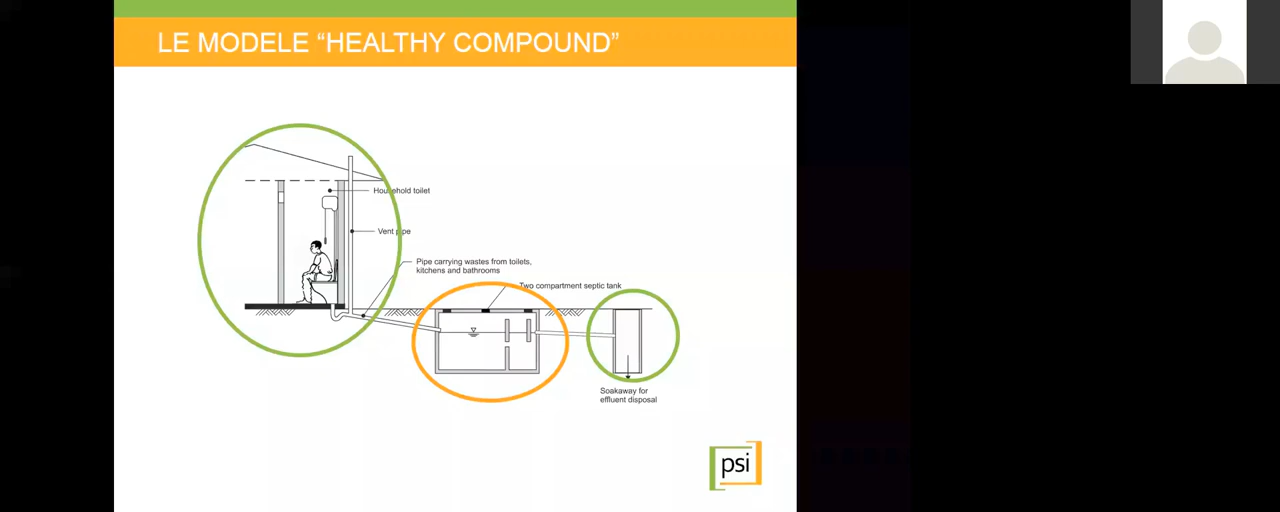 LE MODELE “HEALTHY COMPOUND”
Household toilet
Vent pipe
Pipe carrying wastes from toilets,
kitchens and bathrooms
Two compartment septic tank
Soakaway for
effluent disposal
psi